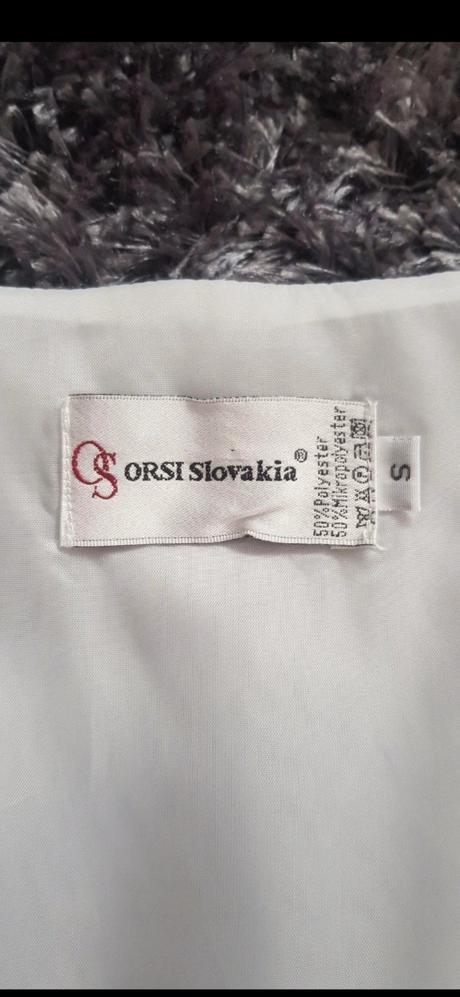 OS ORSI Slovakia®
50%Polyester
50%Mikropolyester
S